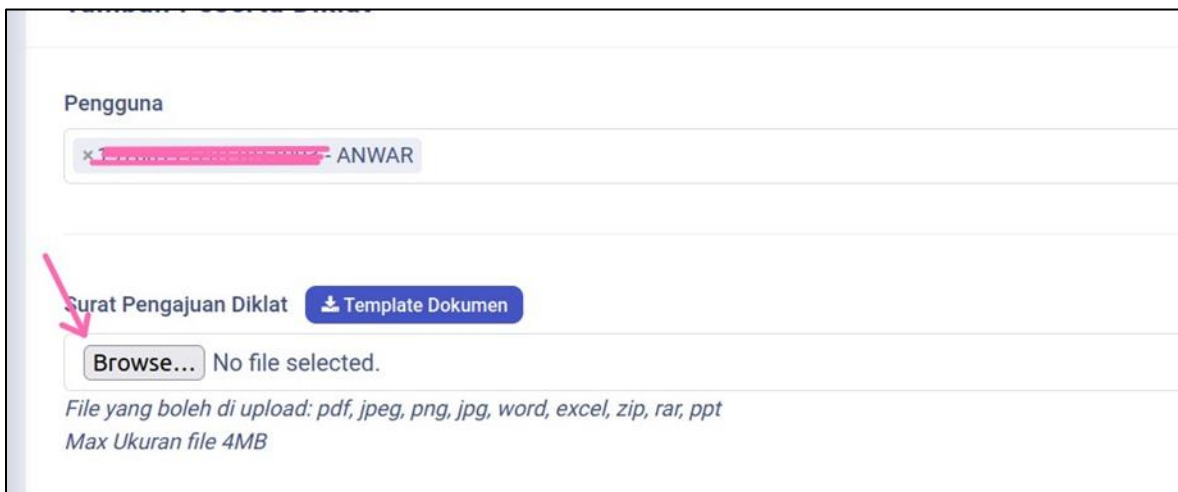 Pengguna
× - ANWAR
Surat Pengajuan Diklat Template Dokumen
Browse... No file selected.
File yang boleh di upload: pdf, jpeg, png, jpg, word, excel, zip, rar, ppt
Max Ukuran file 4MB